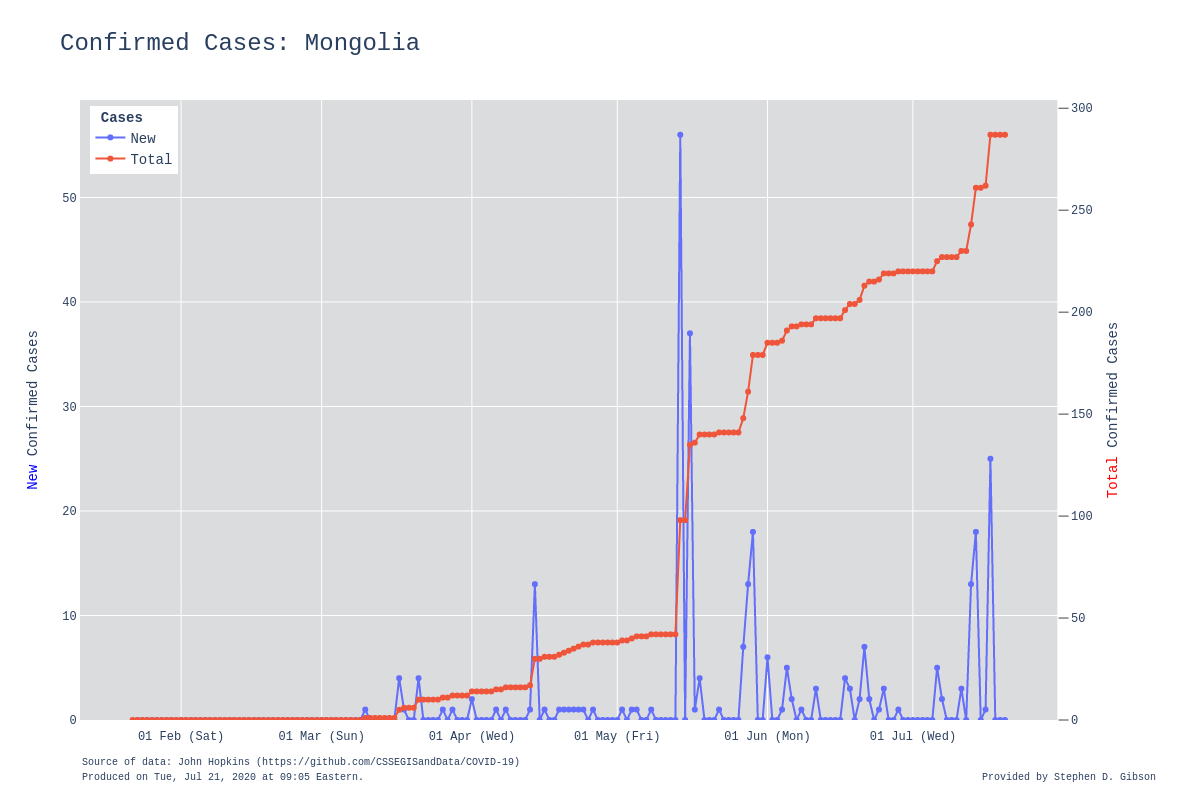 Confirmed Cases: Mongolia
Cases
New
Total
300
250
200
150
100
50
0
50
40
30
20
10
0
New Confirmed Cases
Total Confirmed Cases
01 Feb (Sat) 01 Mar (Sun) 01 Apr (Wed) 01 May (Fri) 01 Jun (Mon) 01 Jul (Wed)
Source of data: John Hopkins (https://github.com/CSSEGISandData/COVID-19)
Produced on Tue, Jul 21, 2020 at 09:05 Eastern.
Provided by Stephen D. Gibson